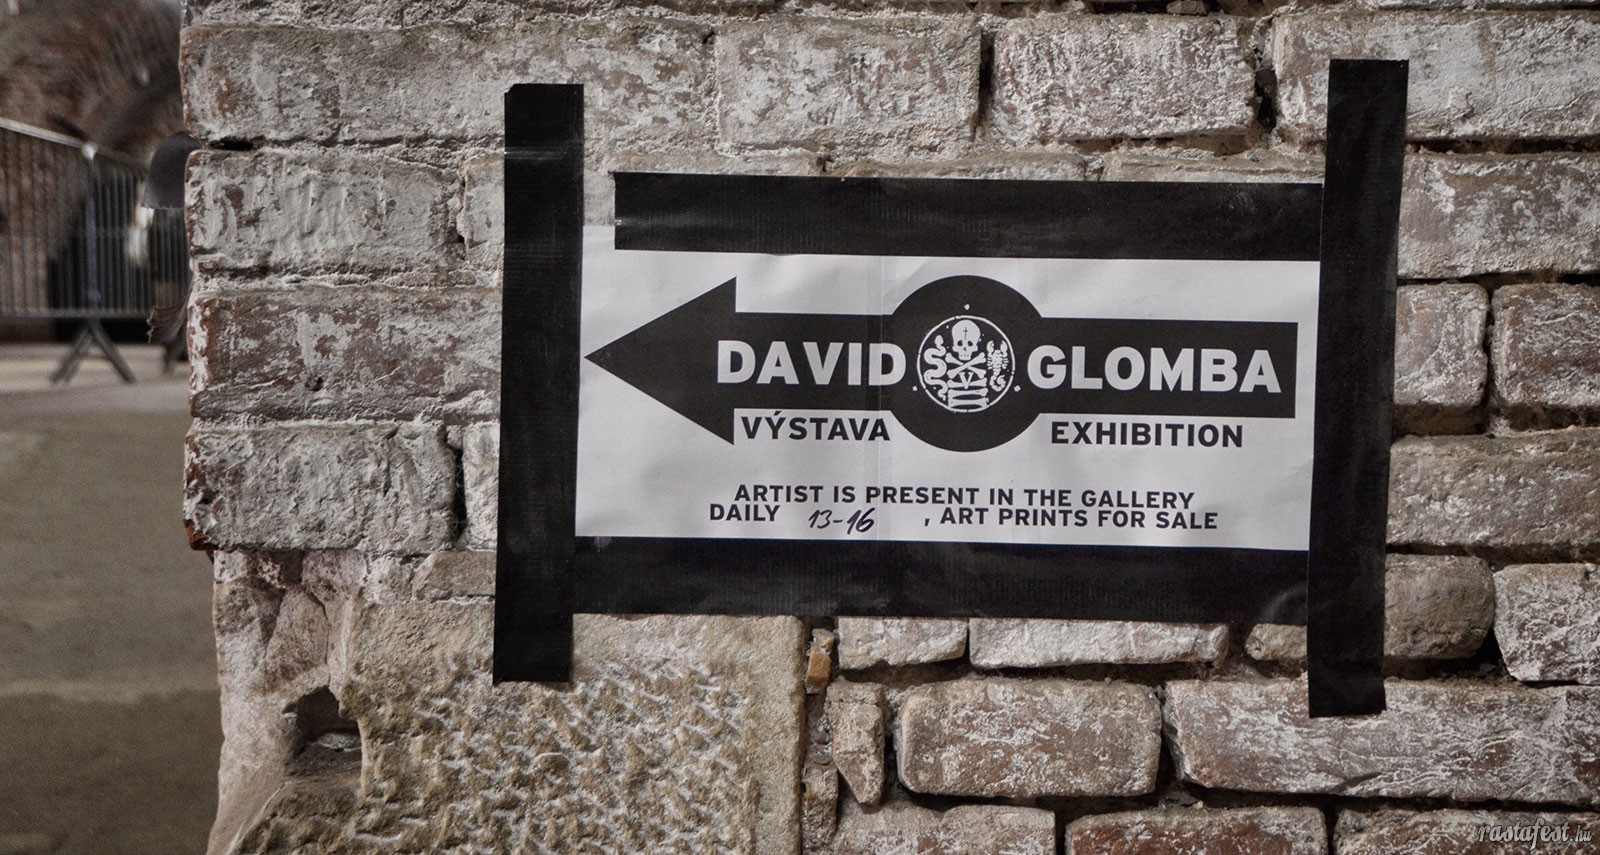 DAVID GLOMBA
VÝSTAVA EXHIBITION
ARTIST IS PRESENT IN THE GALLERY
DAILY 13-16 , ART PRINTS FOR SALE
rastafest.hu